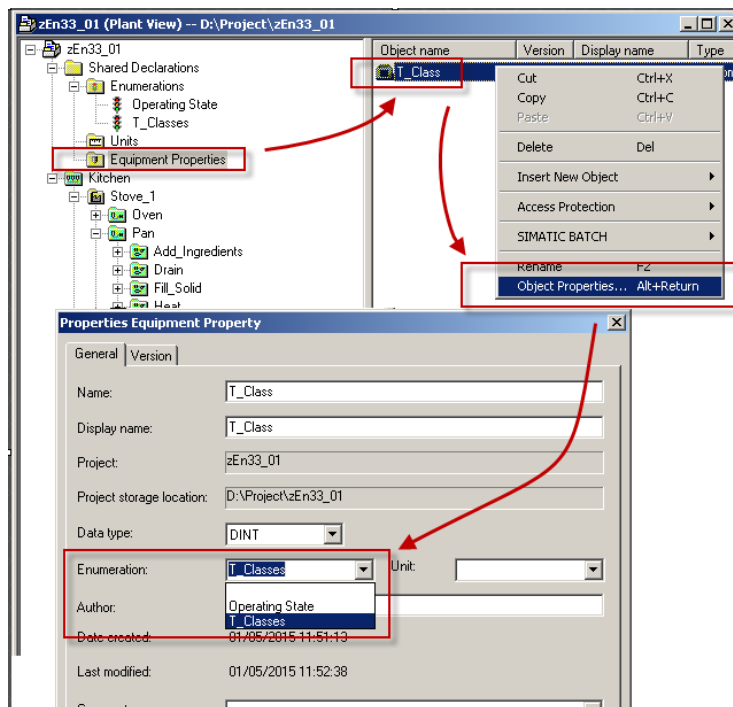 zEn33_01 (Plant View) -- D:\Project\zEn33_01
zEn33_01
Shared Declarations
Enumerations
Operating State
T_Classes
Units
Equipment Properties
Kitchen
Stove_1
Oven
Pan
Add_Ingredients
Drain
Fill_Solid
Heat
Object name Version Display name Type
T_Class
Cut Ctrl+X
Copy Ctrl+C
Paste Ctrl+V
Delete Del
Insert New Object
Access Protection
SIMATIC BATCH
Rename F2
Object Properties... Alt+Return
Properties Equipment Property
General Version
Name: T_Class
Display name: T_Class
Project: zEn33_01
Project storage location: D:\Project\zEn33_01
Data type: DINT
Enumeration: T_Classes Unit:
Operating State
Author: T_Classes
Date created: 01/05/2015 11:51:13
Last modified: 01/05/2015 11:52:38